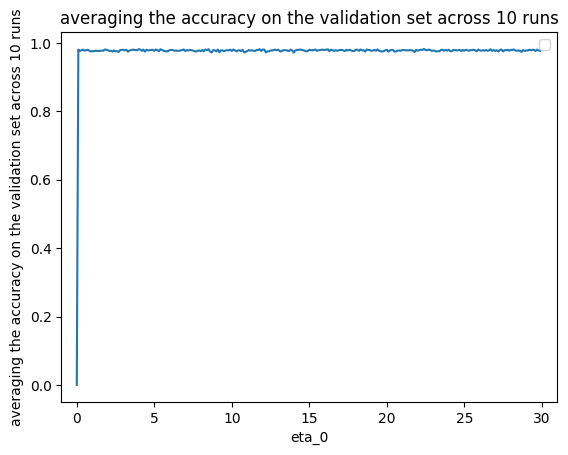 averaging the accuracy on the validation set across 10 runs
averaging the accuracy on the validation set across 10 runs
1.0
0.8
0.6
0.4
0.2
0.0
0 5 10 15 20 25 30
eta_0